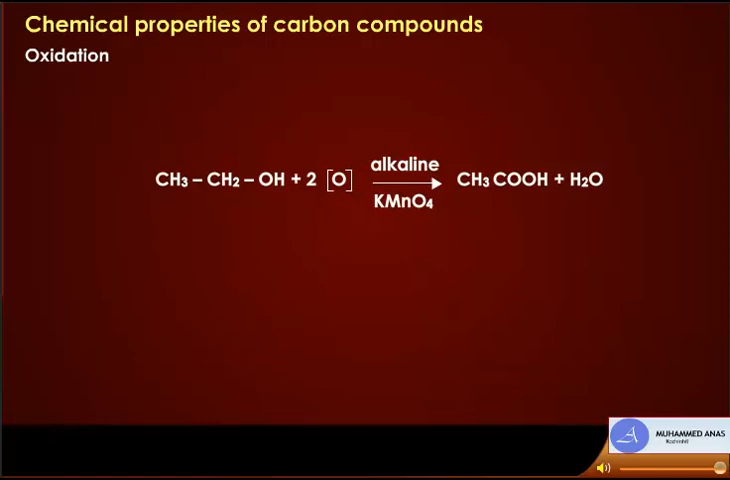 Chemical properties of carbon compounds
Oxidation
alkaline
CH3 – CH2 – OH + 2 [O] → CH3 COOH + H2O
KMnO4
MUHAMMED ANAS